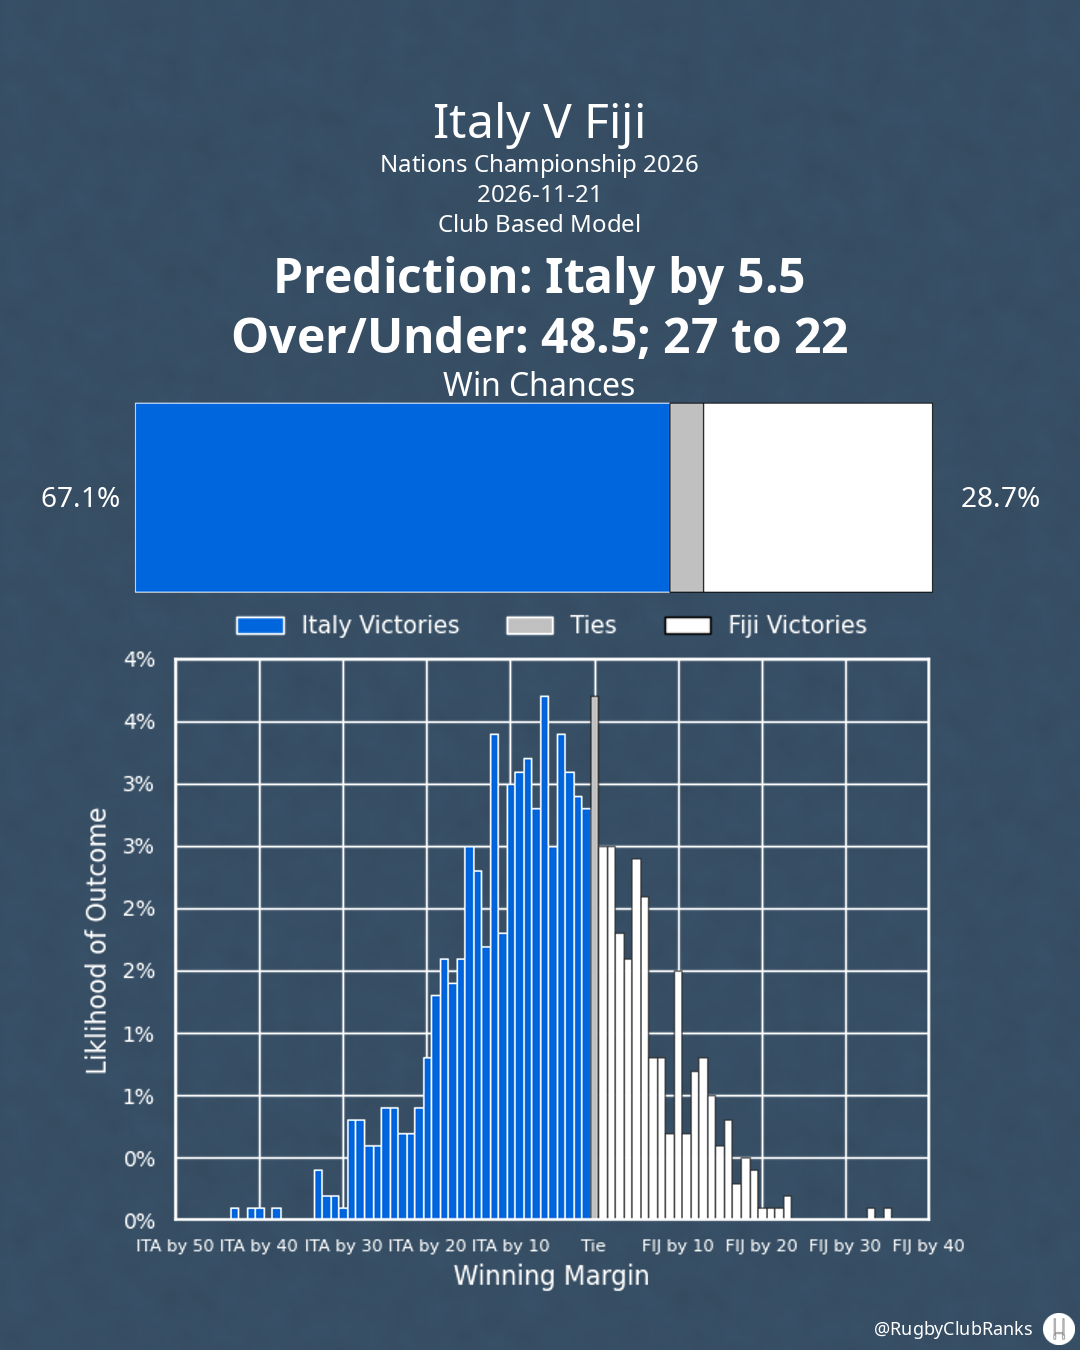 Italy V Fiji
Nations Championship 2026
2026-11-21
Club Based Model
Prediction: Italy by 5.5
Over/Under: 48.5; 27 to 22
Win Chances
67.1%
28.7%
Italy Victories
Ties
Fiji Victories
4%
4%
3%
3%
2%
2%
1%
1%
0%
0%
Liklihood of Outcome
ITA by 50 ITA by 40 ITA by 30 ITA by 20 ITA by 10 Tie FIJ by 10 FIJ by 20 FIJ by 30 FIJ by 40
Winning Margin
@RugbyClubRanks